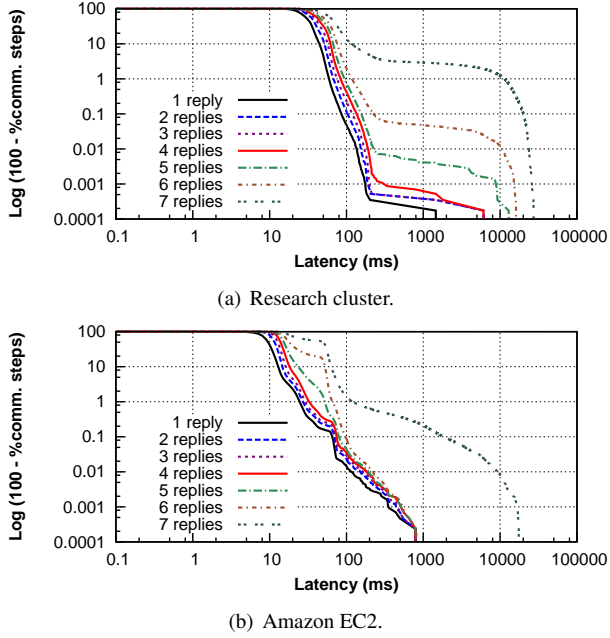 100
10
1
0.1
0.01
0.001
0.0001
Log (100 - %comm. steps)
1 reply
2 replies
3 replies
4 replies
5 replies
6 replies
7 replies
0.1 1 10 100 1000 10000 100000
Latency (ms)
(a) Research cluster.
100
10
1
0.1
0.01
0.001
0.0001
Log (100 - %comm. steps)
1 reply
2 replies
3 replies
4 replies
5 replies
6 replies
7 replies
0.1 1 10 100 1000 10000 100000
Latency (ms)
(b) Amazon EC2.